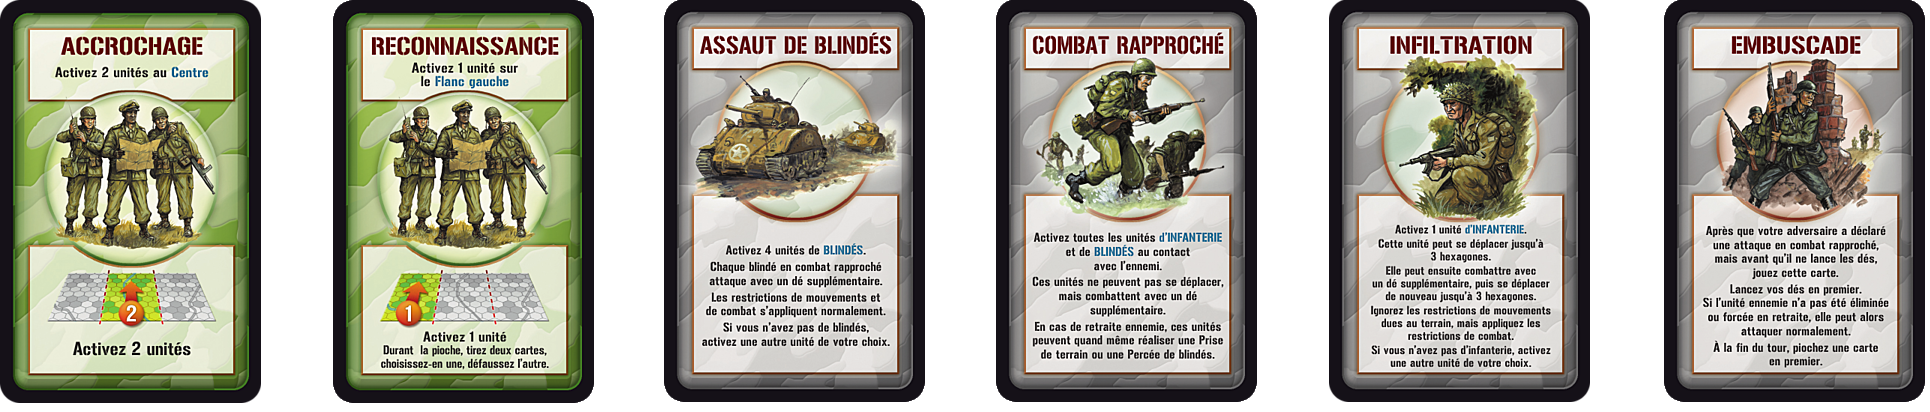 ACCROCHAGE
Activez 2 unités au Centre
2
Activez 2 unités
RECONNAISSANCE
Activez 1 unité sur
le Flanc gauche
1
Activez 1 unité
Durant la pioche, tirez deux cartes,
choisissez-en une, défaussez l'autre.
ASSAUT DE BLINDÉS
Activez 4 unités de BLINDÉS.
Chaque blindé en combat rapproché
attaque avec un dé supplémentaire.
Les restrictions de mouvements et
de combat s'appliquent normalement.
Si vous n'avez pas de blindés,
activez une autre unité de votre choix.
COMBAT RAPPROCHÉ
Activez toutes les unités d'INFANTERIE
et de BLINDÉS au contact
avec l'ennemi.
Ces unités ne peuvent pas se déplacer,
mais combattent avec un dé
supplémentaire.
En cas de retraite ennemie, ces unités
peuvent quand même réaliser une Prise
de terrain ou une Percée de blindés.
INFILTRATION
Activez 1 unité d'INFANTERIE.
Cette unité peut se déplacer jusqu'à
3 hexagones.
Elle peut ensuite combattre avec
un dé supplémentaire, puis se déplacer
de nouveau jusqu'à 3 hexagones.
Ignorez les restrictions de mouvements
dues au terrain, mais appliquez les
restrictions de combat.
Si vous n'avez pas d'infanterie, activez
une autre unité de votre choix.
EMBUSCADE
Après que votre adversaire a déclaré
une attaque en combat rapproché,
mais avant qu'il ne lance les dés,
jouez cette carte.
Lancez vos dés en premier.
Si l'unité ennemie n'a pas été éliminée
ou forcée en retraite, elle peut alors
attaquer normalement.
À la fin du tour, piochez une carte
en premier.